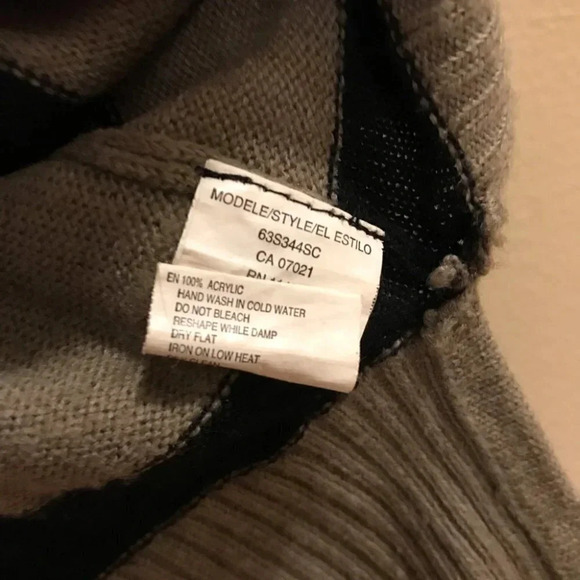 MODELE/STYLE/EL ESTILO
63S344SC
CA 07021
EN 100% ACRYLIC
HAND WASH IN COLD WATER
DO NOT BLEACH
RESHAPE WHILE DAMP
DRY FLAT
IRON ON LOW HEAT